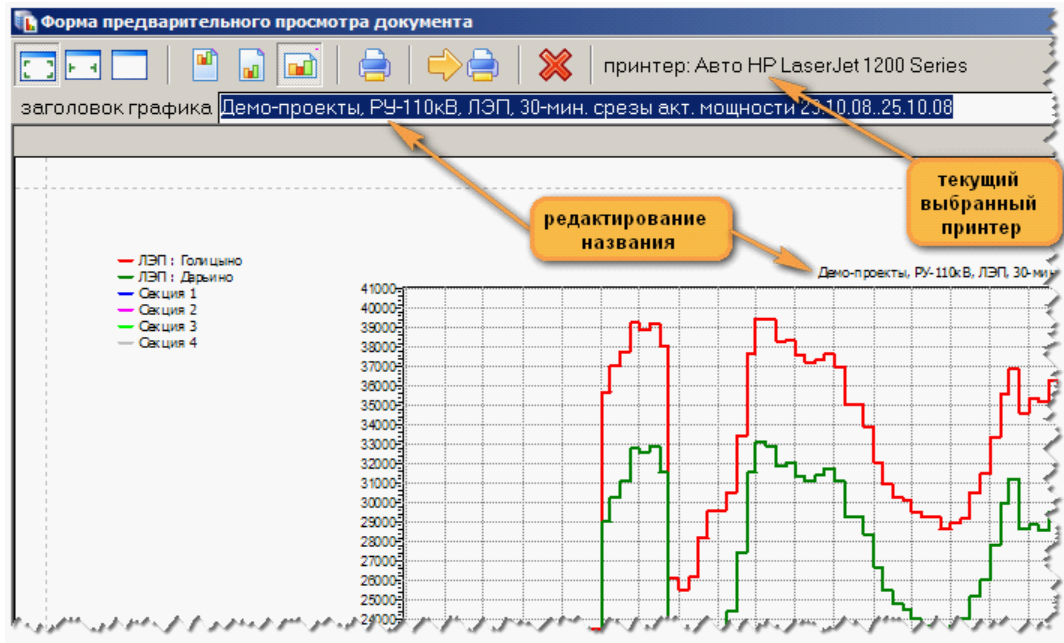 Форма предварительного просмотра документа
принтер: Авто HP LaserJet 1200 Series
заголовок графика Демо-проекты, РУ-110кВ, ЛЭП, 30-мин. срезы акт. мощности 23.10.08..25.10.08
текущий
выбранный
принтер
редактирование
названия
ЛЭП : Голицыно
ЛЭП : Дарьино
Секция 1
Секция 2
Секция 3
Секция 4
Демо-проекты, РУ-110кВ, ЛЭП, 30-мин
41000
40000
39000
38000
37000
36000
35000
34000
33000
32000
31000
30000
29000
28000
27000
26000
25000
24000